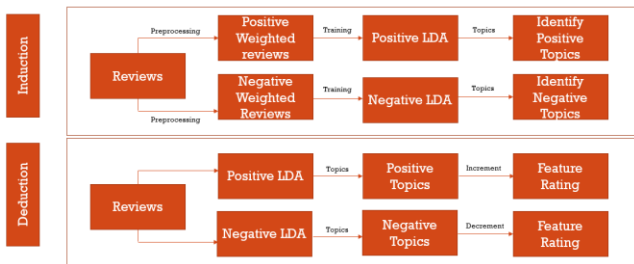 Induction
Reviews
Preprocessing
Positive
Weighted
reviews
Training
Positive LDA
Topics
Identify
Positive
Topics
Preprocessing
Negative
Weighted
Reviews
Training
Negative LDA
Topics
Identify
Negative
Topics
Deduction
Reviews
Positive LDA
Topics
Positive
Topics
Increment
Feature
Rating
Negative LDA
Topics
Negative
Topics
Decrement
Feature
Rating